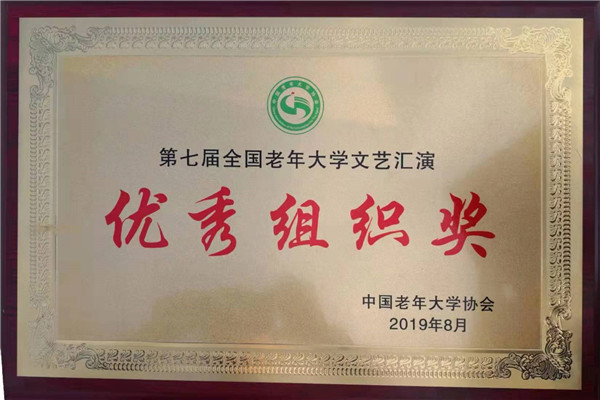 第七届全国老年大学文艺汇演
优秀组织奖
中国老年大学协会
2019年8月